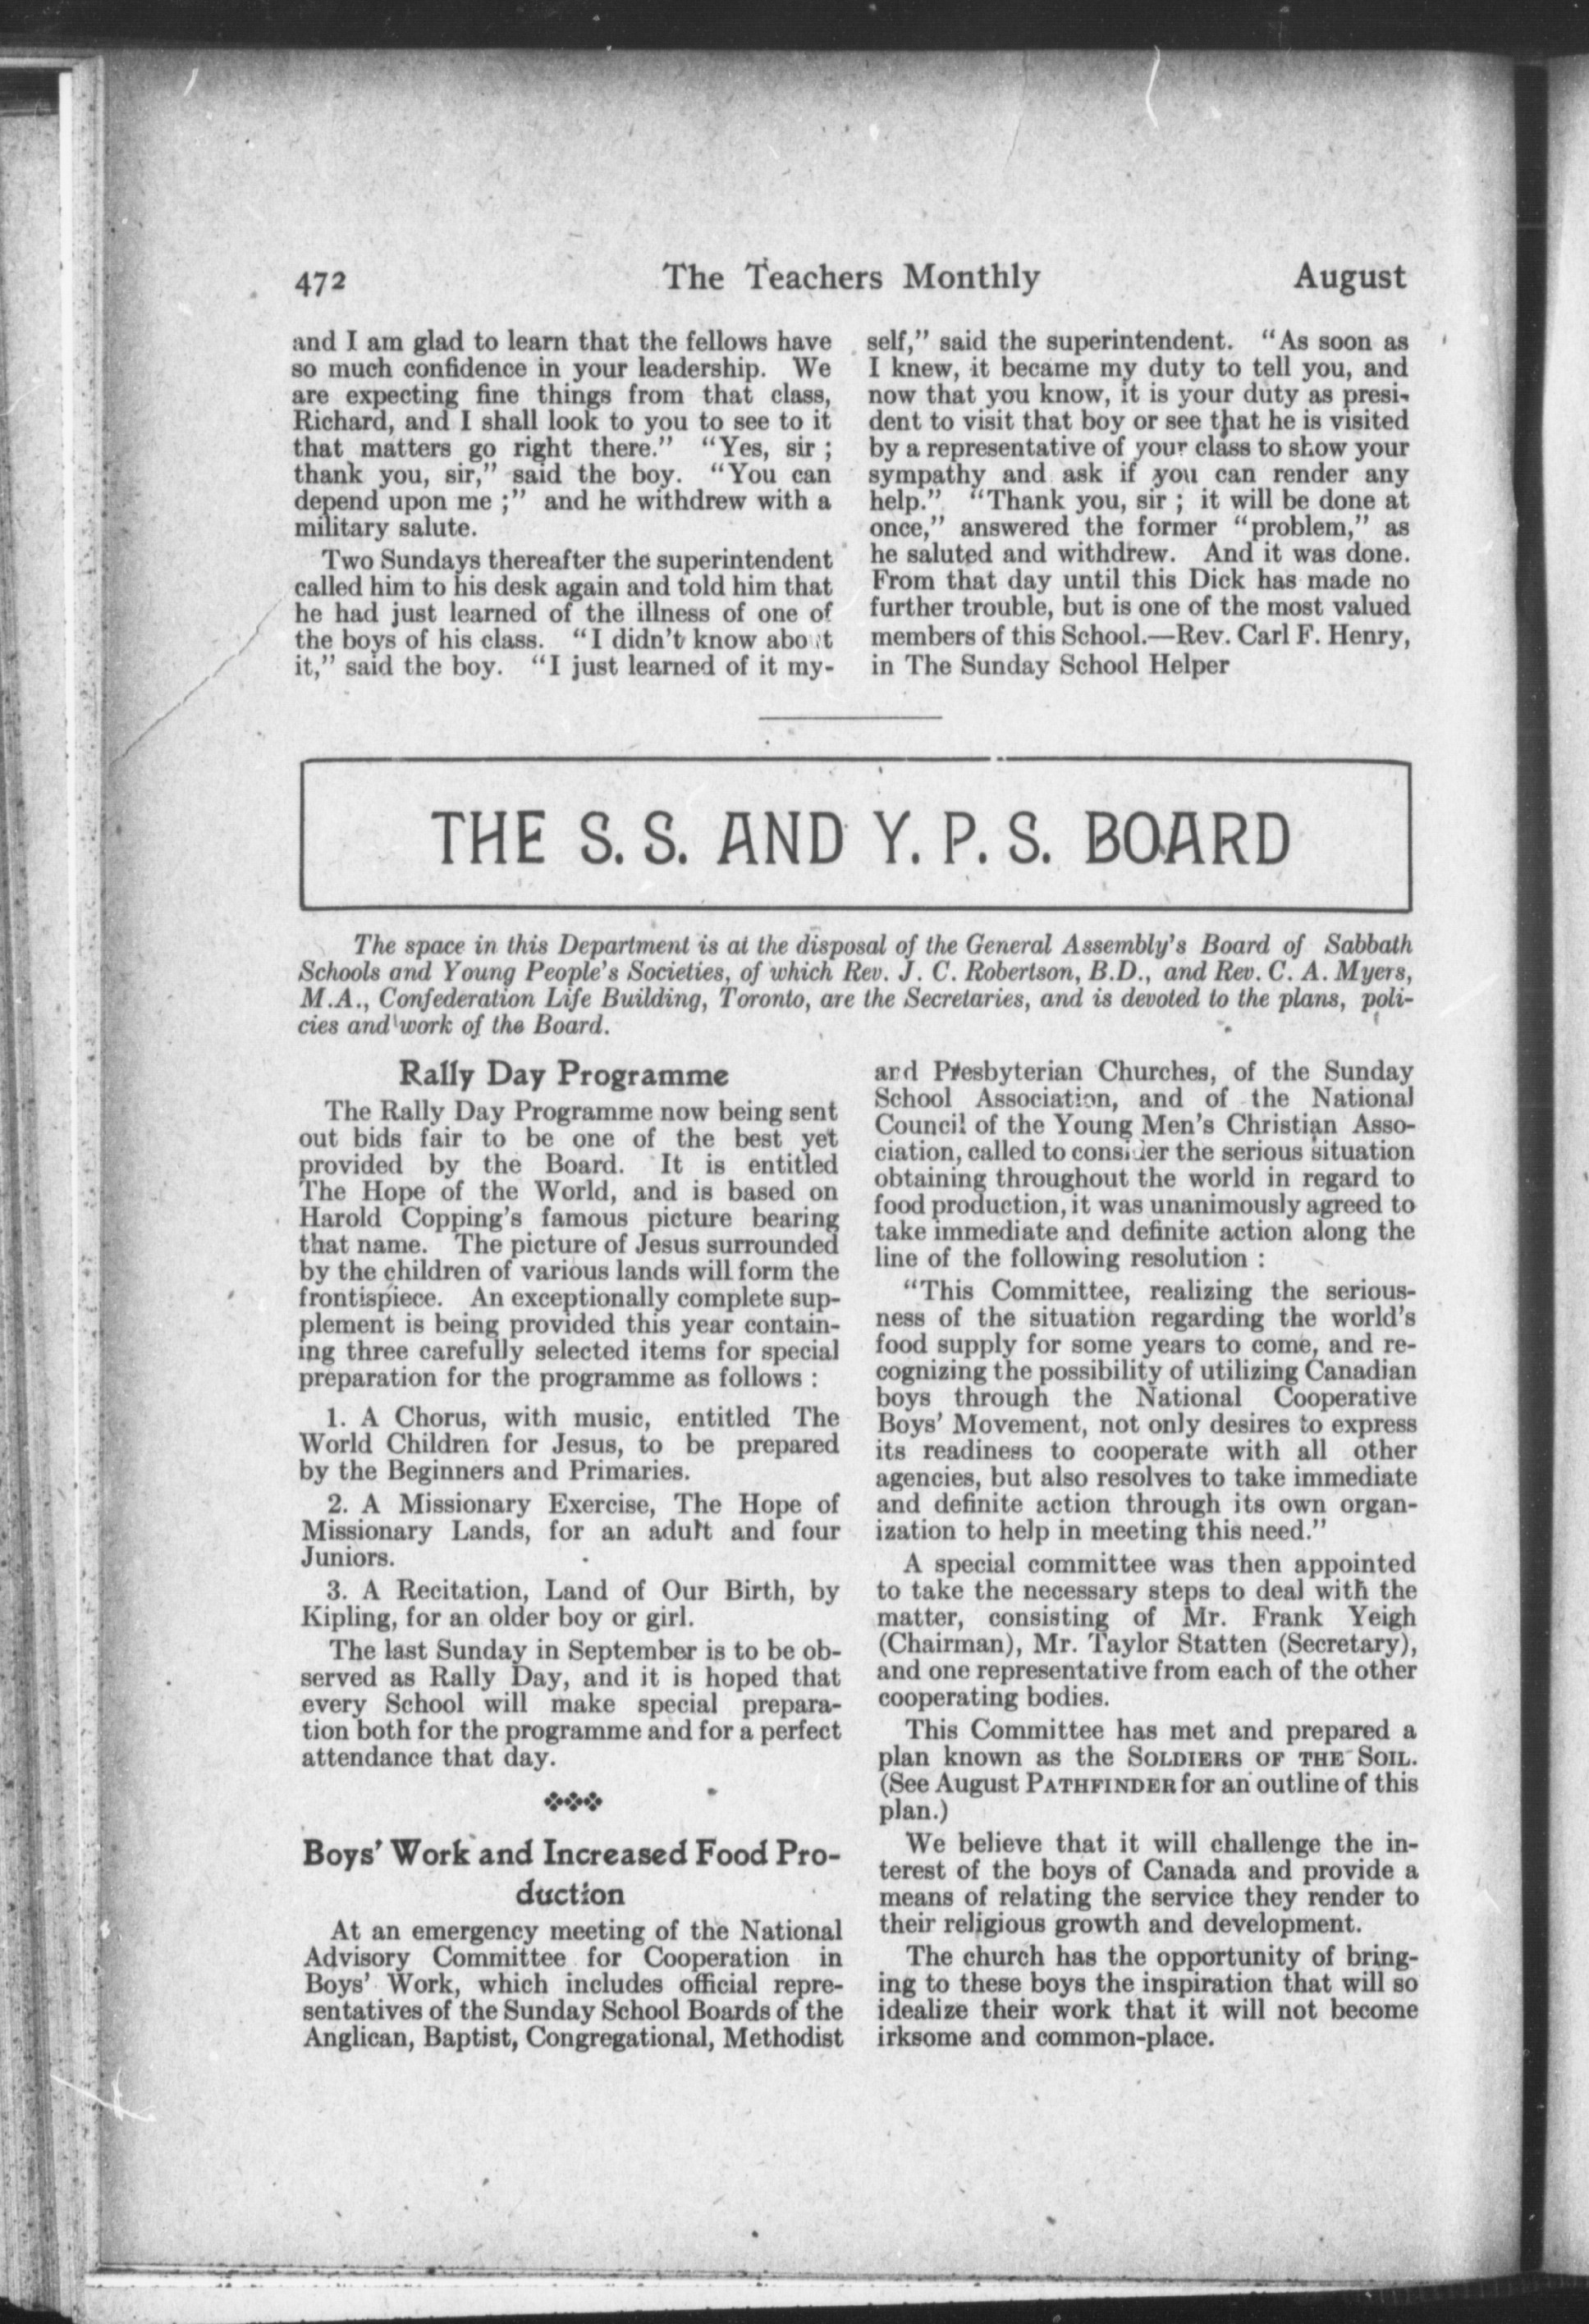 472 The Teachers Monthly August
and I am glad to learn that the fellows have
so much confidence in your leadership. We
are expecting fine things from that class,
Richard, and I shall look to you to see to it
that matters go right there." "Yes, sir ;
thank you, sir," said the boy. "You can
depend upon me ;" and he withdrew with a
military salute.
Two Sundays thereafter the superintendent
called him to his desk again and told him that
he had just learned of the illness of one of
the boys of his class. "I didn't know about
it," said the boy. "I just learned of it my-
self," said the superintendent. "As soon as
I knew, it became my duty to tell you, and
now that you know, it is your duty as presi-
dent to visit that boy or see that he is visited
by a representative of your class to show your
sympathy and ask if you can render any
help." "Thank you, sir ; it will be done at
once," answered the former "problem," as
he saluted and withdrew. And it was done.
From that day until this Dick has made no
further trouble, but is one of the most valued
members of this School.—Rev. Carl F. Henry,
in The Sunday School Helper
THE S. S. AND Y. P. S. BOARD
The space in this Department is at the disposal of the General Assembly's Board of Sabbath
Schools and Young People's Societies, of which Rev. J. C. Robertson, B.D., and Rev. C. A. Myers,
M.A., Confederation Life Building, Toronto, are the Secretaries, and is devoted to the plans, poli-
cies and work of the Board.
Rally Day Programme
The Rally Day Programme now being sent
out bids fair to be one of the best yet
provided by the Board. It is entitled
The Hope of the World, and is based on
Harold Copping's famous picture bearing
that name. The picture of Jesus surrounded
by the children of various lands will form the
frontispiece. An exceptionally complete sup-
plement is being provided this year contain-
ing three carefully selected items for special
preparation for the programme as follows :
1. A Chorus, with music, entitled The
World Children for Jesus, to be prepared
by the Beginners and Primaries.
2. A Missionary Exercise, The Hope of
Missionary Lands, for an adult and four
Juniors.
3. A Recitation, Land of Our Birth, by
Kipling, for an older boy or girl.
The last Sunday in September is to be ob-
served as Rally Day, and it is hoped that
every School will make special prepara-
tion both for the programme and for a perfect
attendance that day.
Boys' Work and Increased Food Pro-
duction
At an emergency meeting of the National
Advisory Committee for Cooperation in
Boys' Work, which includes official repre-
sentatives of the Sunday School Boards of the
Anglican, Baptist, Congregational, Methodist
and Presbyterian Churches, of the Sunday
School Association, and of the National
Council of the Young Men's Christian Asso-
ciation, called to consider the serious situation
obtaining throughout the world in regard to
food production, it was unanimously agreed to
take immediate and definite action along the
line of the following resolution :
"This Committee, realizing the serious-
ness of the situation regarding the world's
food supply for some years to come, and re-
cognizing the possibility of utilizing Canadian
boys through the National Cooperative
Boys' Movement, not only desires to express
its readiness to cooperate with all other
agencies, but also resolves to take immediate
and definite action through its own organ-
ization to help in meeting this need."
A special committee was then appointed
to take the necessary steps to deal with the
matter, consisting of Mr. Frank Yeigh
(Chairman), Mr. Taylor Statten (Secretary),
and one representative from each of the other
cooperating bodies.
This Committee has met and prepared a
plan known as the SOLDIERS OF THE SOIL.
(See August PATHFINDER for an outline of this
plan.)
We believe that it will challenge the in-
terest of the boys of Canada and provide a
means of relating the service they render to
their religious growth and development.
The church has the opportunity of bring-
ing to these boys the inspiration that will so
idealize their work that it will not become
irksome and common-place.